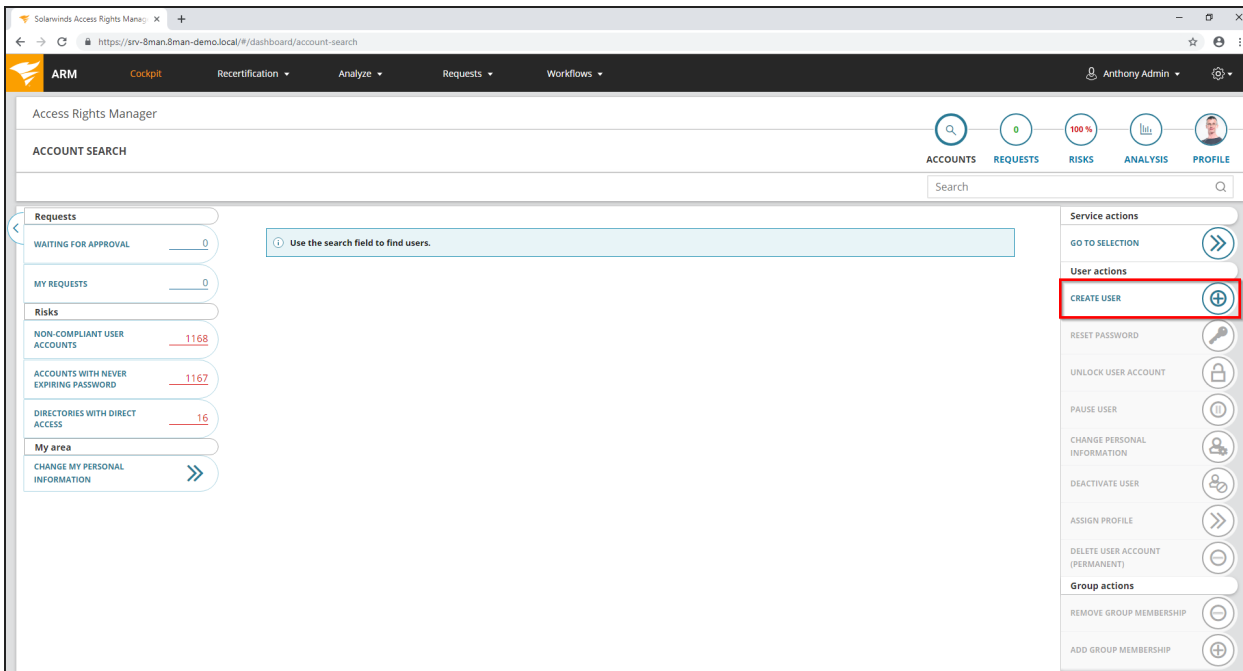 Solarwinds Access Rights Manag
https://srv-8man.8man-demo.local/#/dashboard/account-search
ARM Cockpit Recertification Analyze Requests Workflows Anthony Admin
Access Rights Manager
ACCOUNT SEARCH
0 100 %
ACCOUNTS REQUESTS RISKS ANALYSIS PROFILE
Search
Requests
WAITING FOR APPROVAL 0
MY REQUESTS 0
Risks
NON-COMPLIANT USER
ACCOUNTS 1168
ACCOUNTS WITH NEVER
EXPIRING PASSWORD 1167
DIRECTORIES WITH DIRECT
ACCESS 16
My area
CHANGE MY PERSONAL
INFORMATION
Use the search field to find users.
Service actions
GO TO SELECTION
User actions
CREATE USER
RESET PASSWORD
UNLOCK USER ACCOUNT
PAUSE USER
CHANGE PERSONAL
INFORMATION
DEACTIVATE USER
ASSIGN PROFILE
DELETE USER ACCOUNT
(PERMANENT)
Group actions
REMOVE GROUP MEMBERSHIP
ADD GROUP MEMBERSHIP